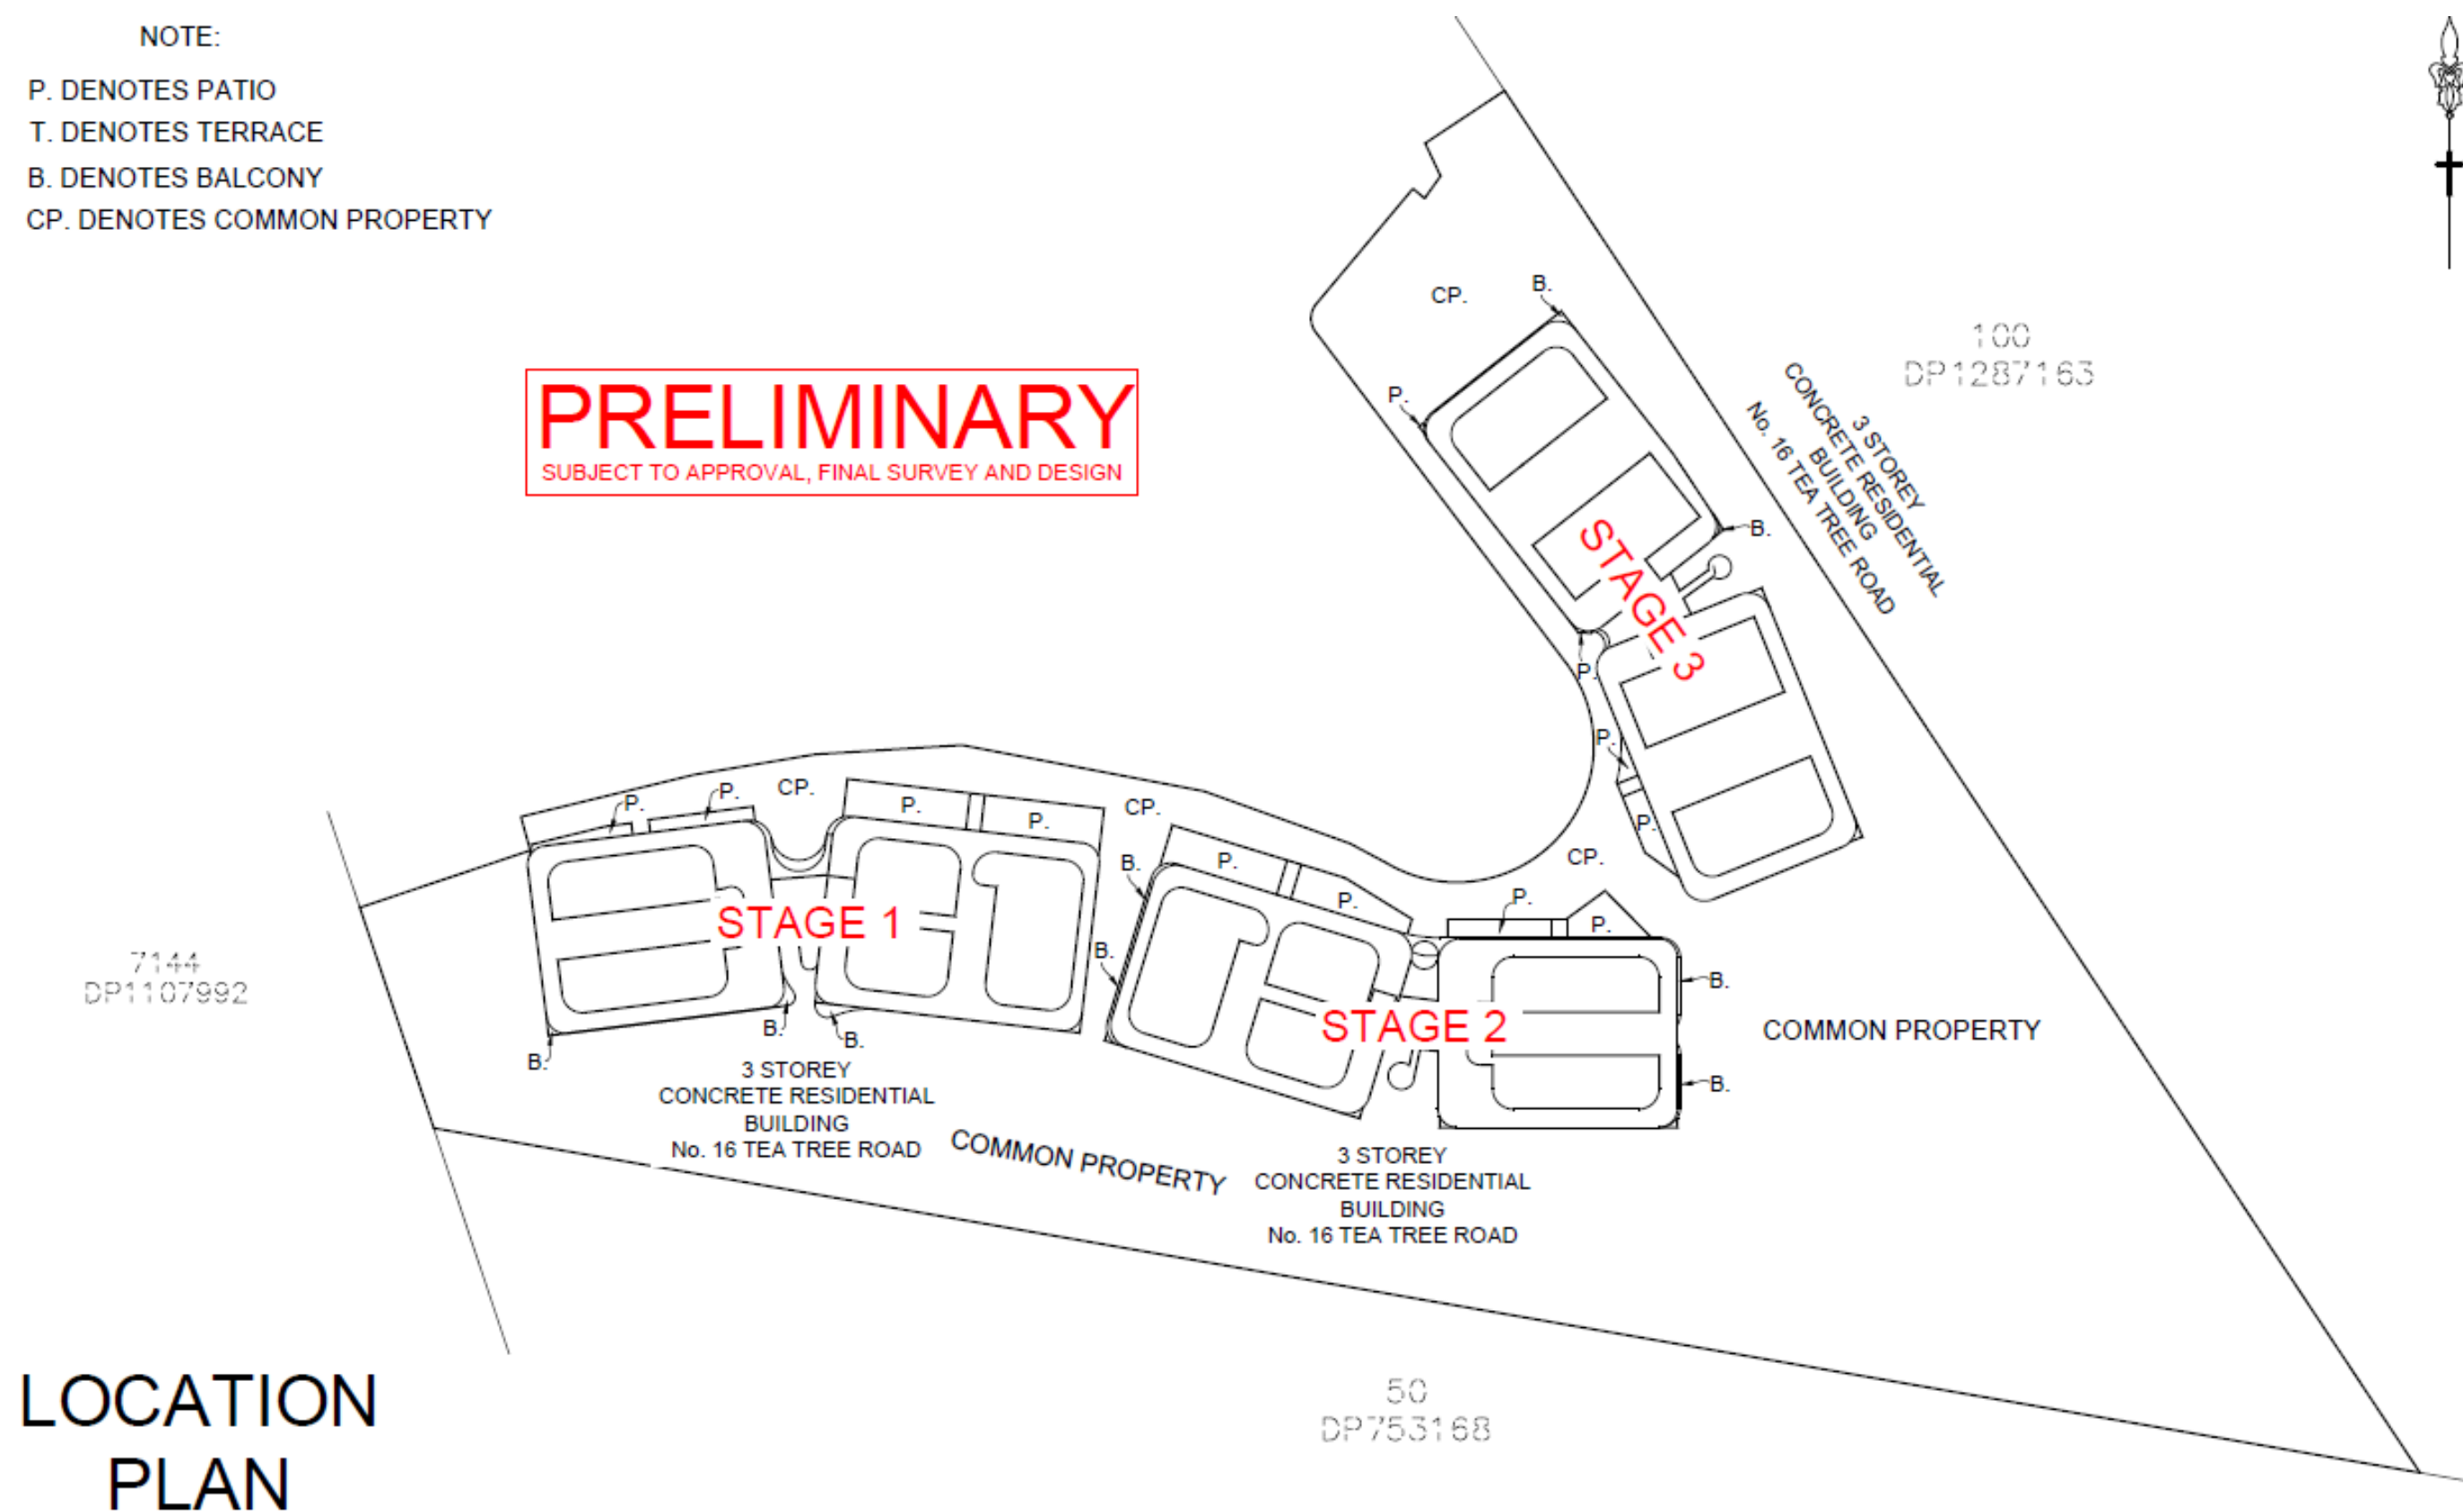 NOTE:
P. DENOTES PATIO
T. DENOTES TERRACE
B. DENOTES BALCONY
CP. DENOTES COMMON PROPERTY
PRELIMINARY
SUBJECT TO APPROVAL, FINAL SURVEY AND DESIGN
CP.
B.
P.
B.
100
DP1287163
3 STOREY
CONCRETE RESIDENTIAL
BUILDING
No. 16 TEA TREE ROAD
STAGE 3
P.
P.
P.
CP.
P.
P.
CP.
P.
P.
CP.
STAGE 1
B.
B.
B.
3 STOREY
CONCRETE RESIDENTIAL
BUILDING
No. 16 TEA TREE ROAD
B.
B.
P.
P.
P.
P.
STAGE 2
B.
B.
COMMON PROPERTY
7144
DP1107992
COMMON PROPERTY
3 STOREY
CONCRETE RESIDENTIAL
BUILDING
No. 16 TEA TREE ROAD
50
DP753168
LOCATION
PLAN